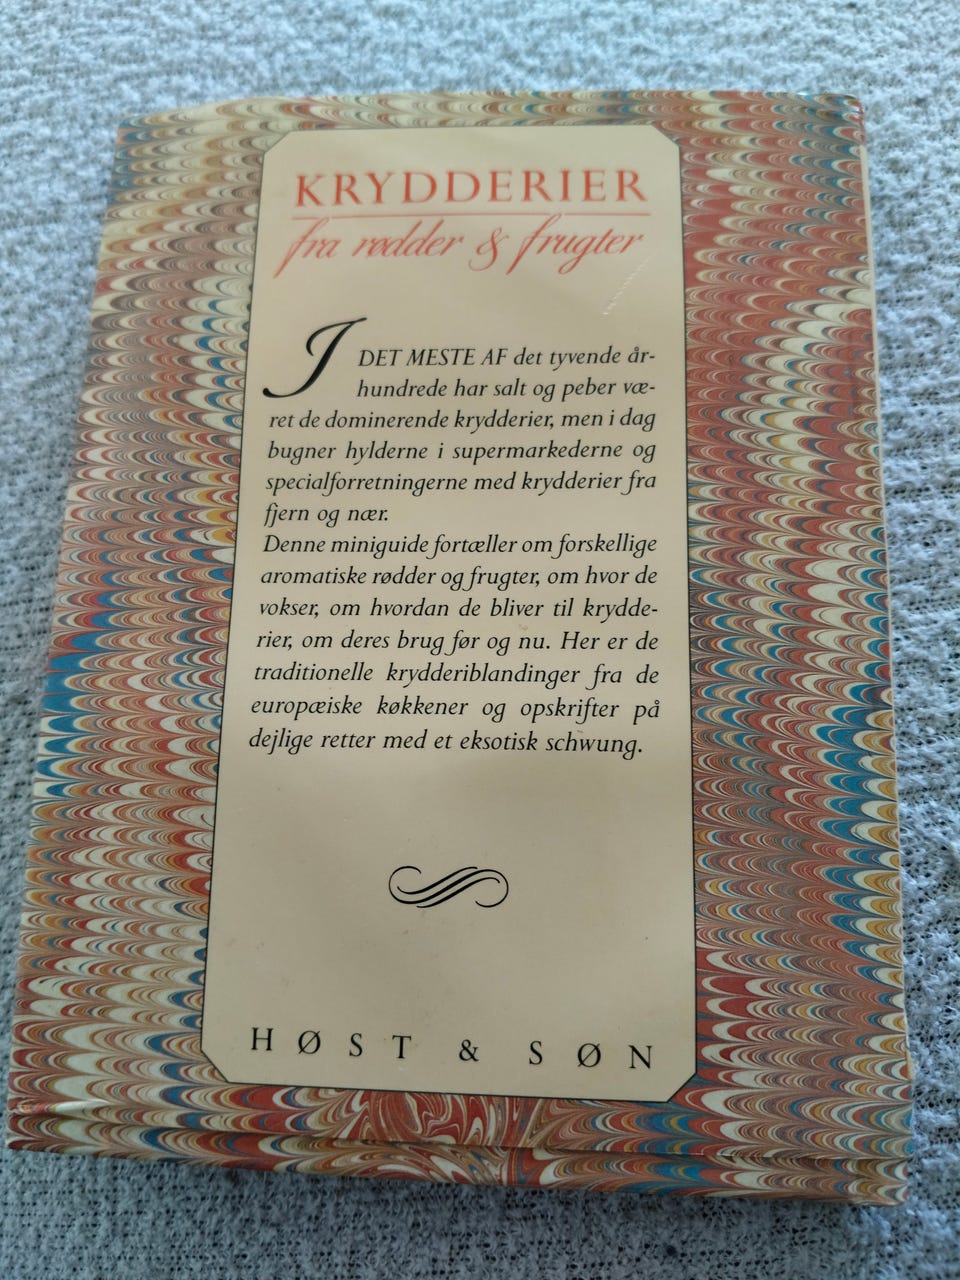 KRYDDERIER
fra rødder & frugter
I DET MESTE AF det tyvende år-
hundrede har salt og peber væ-
ret de dominerende krydderier, men i dag
bugner hylderne i supermarkederne og
specialforretningerne med krydderier fra
fjern og nær.
Denne miniguide fortæller om forskellige
aromatiske rødder og frugter, om hvor de
vokser, om hvordan de bliver til krydde-
rier, om deres brug før og nu. Her er de
traditionelle krydderiblandinger fra de
europæiske køkkener og opskrifter på
dejlige retter med et eksotisk schwung.
HØST & SØN